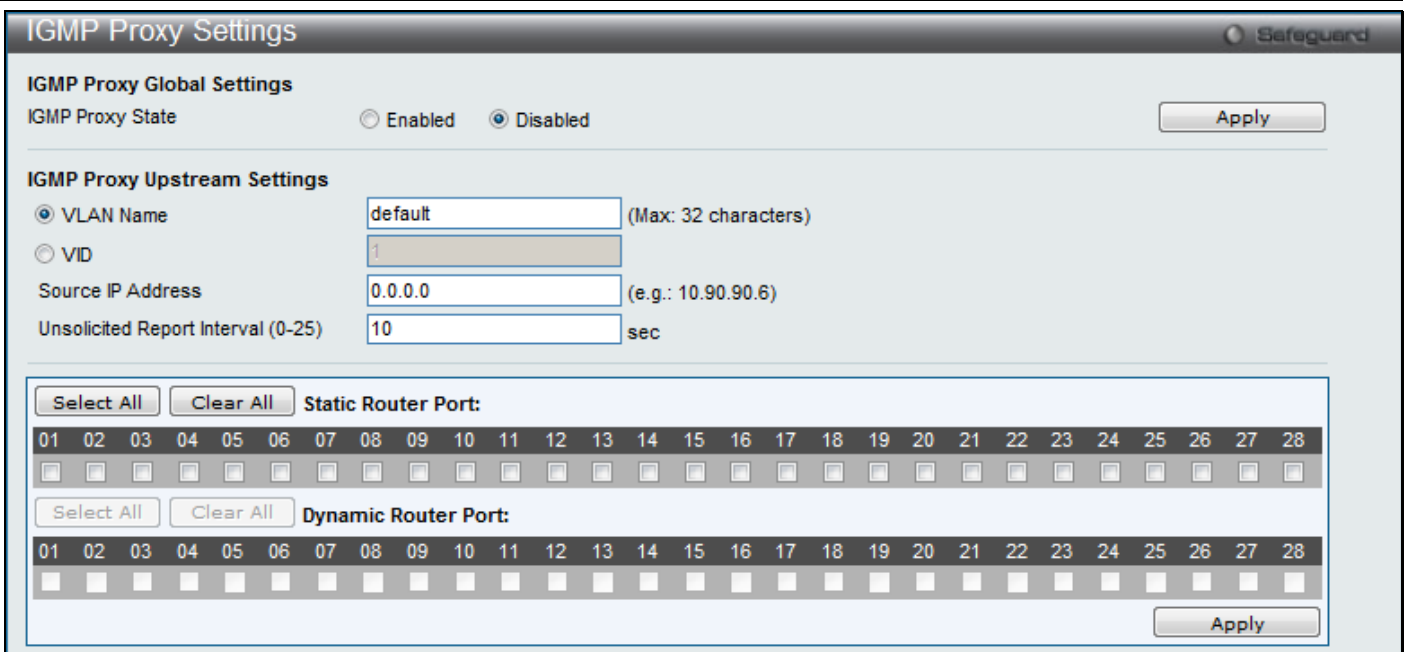 IGMP Proxy Settings
Safeguard
IGMP Proxy Global Settings
IGMP Proxy State Enabled Disabled Apply
IGMP Proxy Upstream Settings
VLAN Name default (Max: 32 characters)
VID 1
Source IP Address 0.0.0.0 (e.g.: 10.90.90.6)
Unsolicited Report Interval (0-25) 10 sec
Select All Clear All Static Router Port:
01 02 03 04 05 06 07 08 09 10 11 12 13 14 15 16 17 18 19 20 21 22 23 24 25 26 27 28
Select All Clear All Dynamic Router Port:
01 02 03 04 05 06 07 08 09 10 11 12 13 14 15 16 17 18 19 20 21 22 23 24 25 26 27 28
Apply